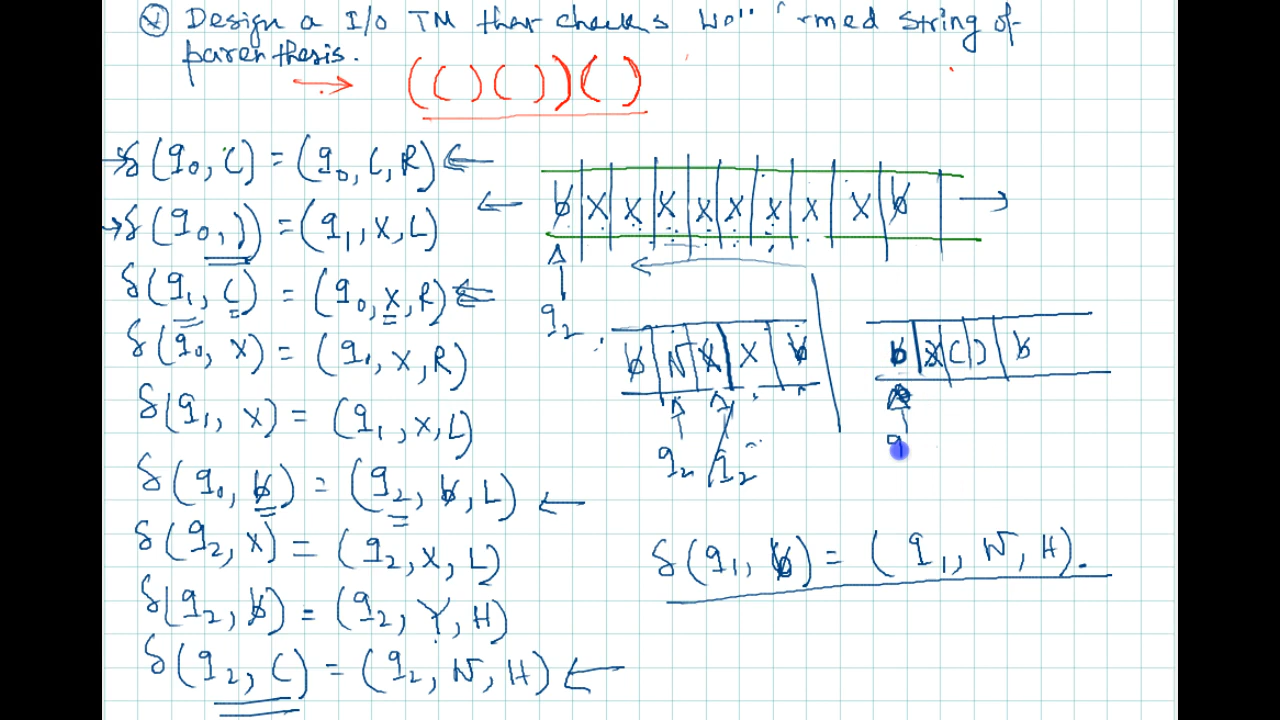 Design a I/O TM that checks formed string of
parenthesis.
→ (()())()
→ δ(q0, () = (q0, (, R) ←
→ δ(q0, )) = (q1, X, L)
δ(q1, () = (q0, X, R) ←
δ(q0, X) = (q1, X, R)
δ(q1, X) = (q1, X, L)
δ(q0, b) = (q2, b, L) ←
δ(q2, X) = (q2, X, L)
δ(q2, b) = (q2, Y, H)
δ(q2, () = (q2, N, H) ←
← b X X X X X X X X b →
q2
b N X X b
q2 q2
b X ( ) b
q
δ(q1, b) = (q1, N, H).